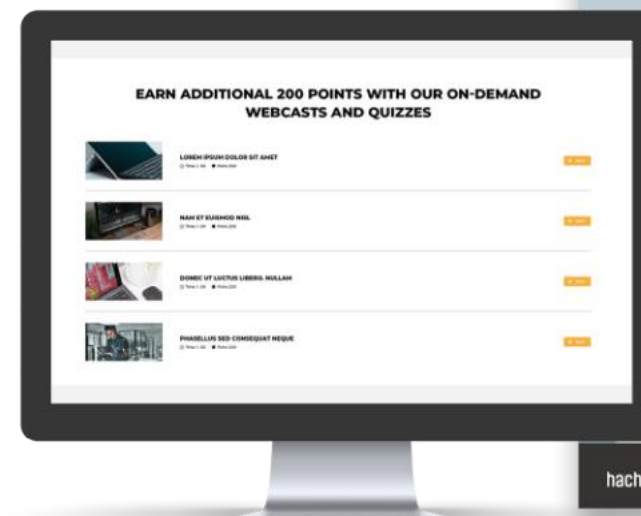 EARN ADDITIONAL 200 POINTS WITH OUR ON-DEMAND
WEBCASTS AND QUIZZES
LOREM IPSUM DOLOR SIT AMET
NAM ET EUISMOD NISL
DONEC UT LUCTUS LIBERO. NULLAM
PHASELLUS SED CONSEQUAT NEQUE
hach